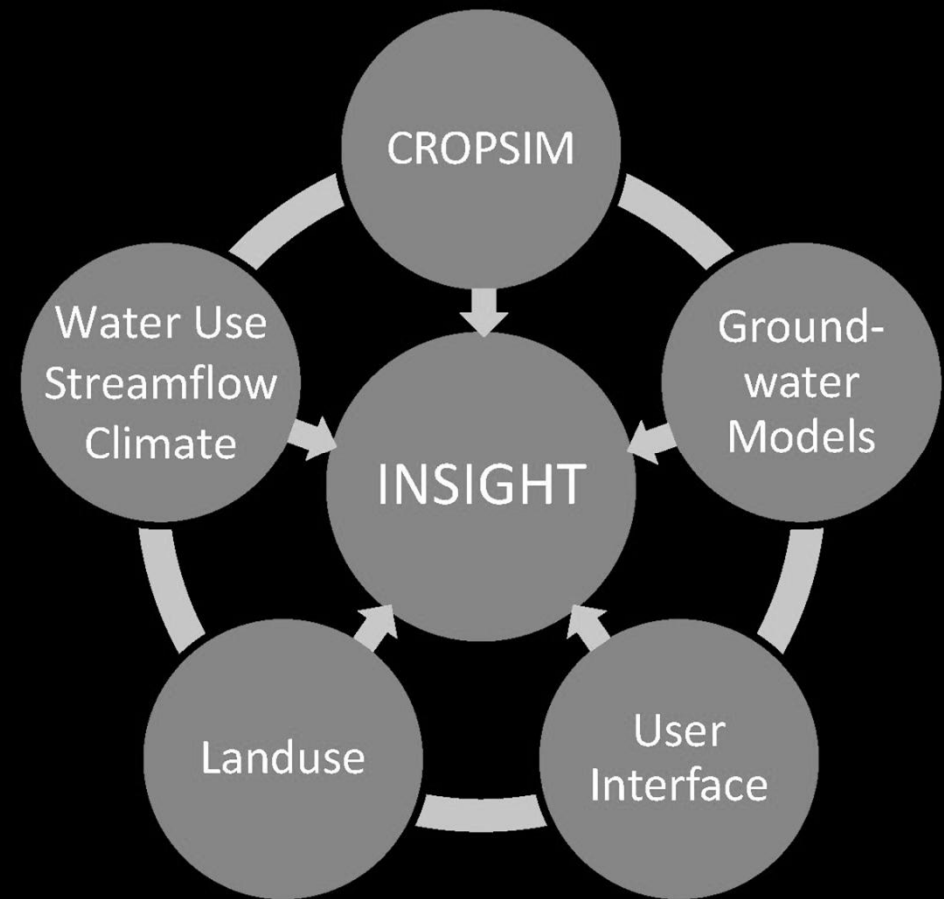 CROPSIM
Water Use
Streamflow
Climate
Ground-
water
Models
INSIGHT
Landuse
User
Interface